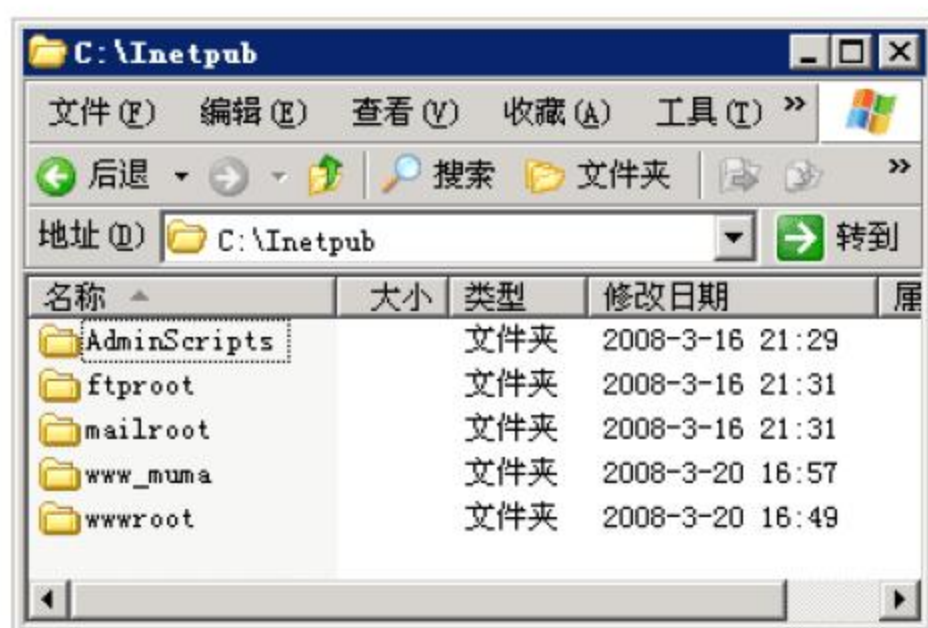 C:\Inetpub
文件(F) 编辑(E) 查看(V) 收藏(A) 工具(T) »
后退 搜索 文件夹 »
地址(D) C:\Inetpub 转到
名称 大小 类型 修改日期 属
AdminScripts 文件夹 2008-3-16 21:29
ftproot 文件夹 2008-3-16 21:31
mailroot 文件夹 2008-3-16 21:31
www_muma 文件夹 2008-3-20 16:57
wwwroot 文件夹 2008-3-20 16:49